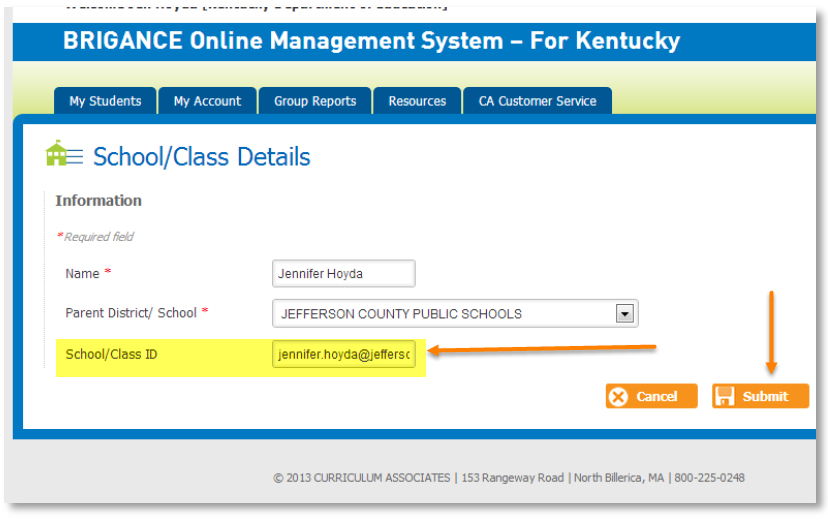 BRIGANCE Online Management System – For Kentucky
My Students My Account Group Reports Resources CA Customer Service
School/Class Details
Information
*Required field
Name * Jennifer Hoyda
Parent District/ School * JEFFERSON COUNTY PUBLIC SCHOOLS
School/Class ID jennifer.hoyda@jeffersc
Cancel Submit
© 2013 CURRICULUM ASSOCIATES | 153 Rangeway Road | North Billerica, MA | 800-225-0248